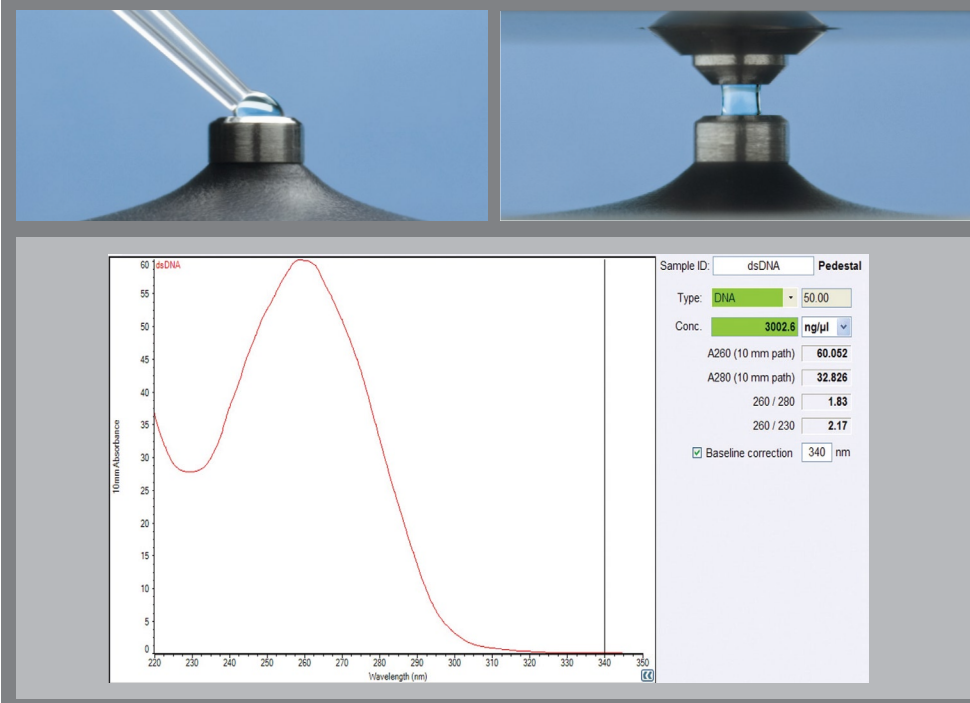 60 dsDNA
55
50
45
40
35
30
25
20
15
10
5
0
10mm Absorbance
220 230 240 250 260 270 280 290 300 310 320 330 340 350
Wavelength (nm)
Sample ID: dsDNA Pedestal
Type: DNA 50.00
Conc. 3002.6 ng/µl
A260 (10 mm path) 60.052
A280 (10 mm path) 32.826
260 / 280 1.83
260 / 230 2.17
Baseline correction 340 nm